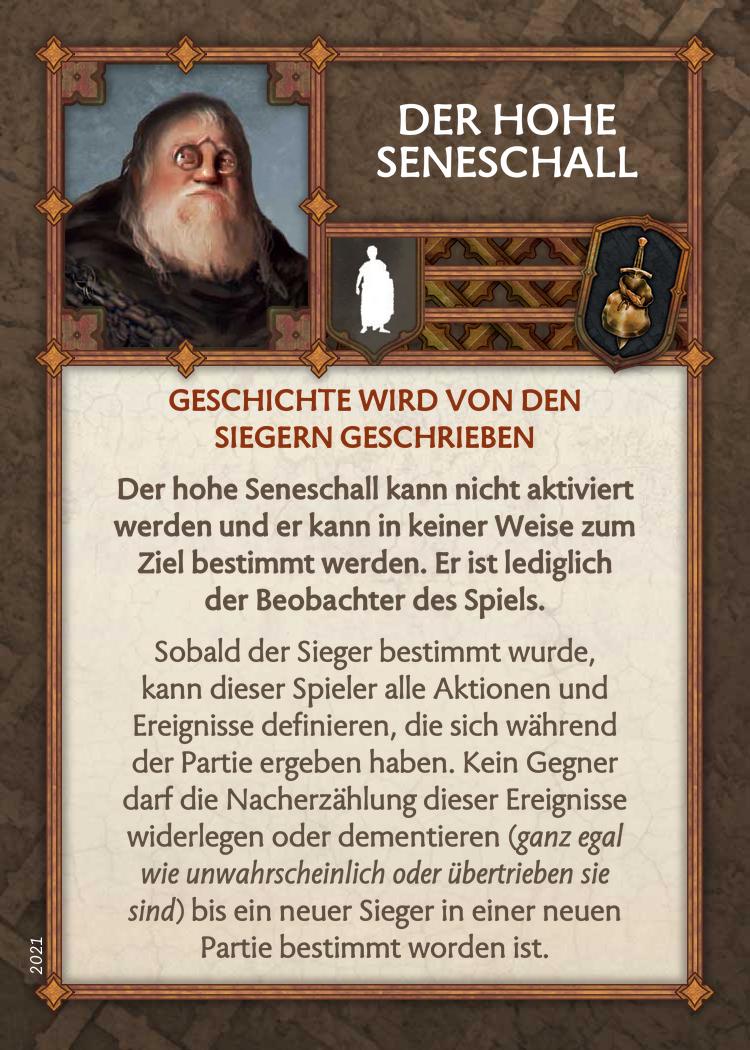 DER HOHE
SENESCHALL
GESCHICHTE WIRD VON DEN
SIEGERN GESCHRIEBEN
Der hohe Seneschall kann nicht aktiviert
werden und er kann in keiner Weise zum
Ziel bestimmt werden. Er ist lediglich
der Beobachter des Spiels.
Sobald der Sieger bestimmt wurde,
kann dieser Spieler alle Aktionen und
Ereignisse definieren, die sich während
der Partie ergeben haben. Kein Gegner
darf die Nacherzählung dieser Ereignisse
widerlegen oder dementieren (ganz egal
wie unwahrscheinlich oder übertrieben sie
sind) bis ein neuer Sieger in einer neuen
Partie bestimmt worden ist.
2021